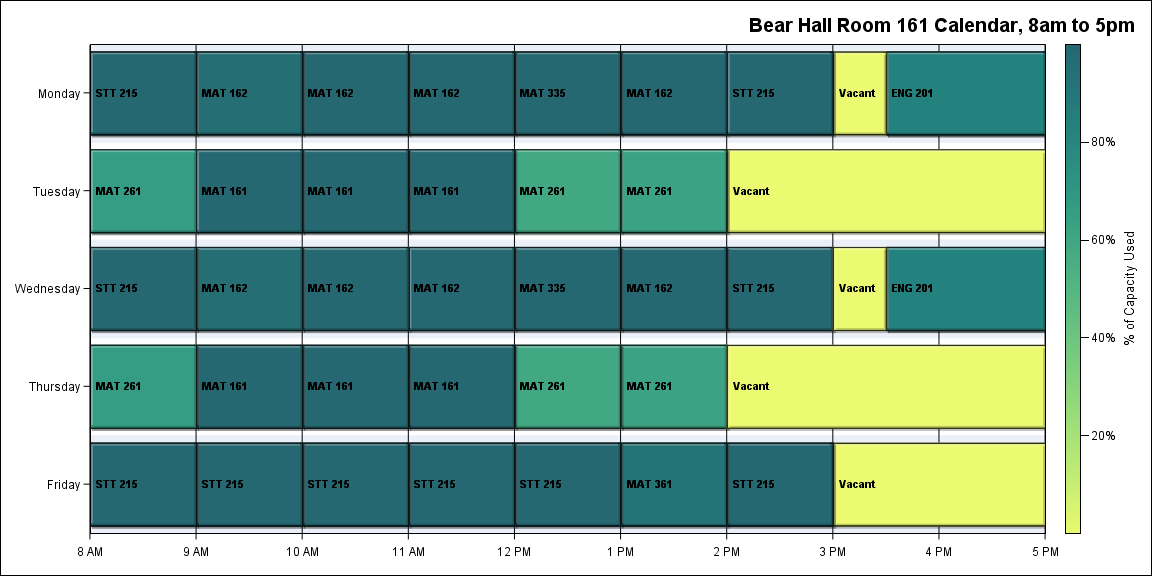 Bear Hall Room 161 Calendar, 8am to 5pm
Monday
STT 215
MAT 162
MAT 162
MAT 162
MAT 335
MAT 162
STT 215
Vacant
ENG 201
Tuesday
MAT 261
MAT 161
MAT 161
MAT 161
MAT 261
MAT 261
Vacant
Wednesday
STT 215
MAT 162
MAT 162
MAT 162
MAT 335
MAT 162
STT 215
Vacant
ENG 201
Thursday
MAT 261
MAT 161
MAT 161
MAT 161
MAT 261
MAT 261
Vacant
Friday
STT 215
STT 215
STT 215
STT 215
STT 215
MAT 361
STT 215
Vacant
8 AM
9 AM
10 AM
11 AM
12 PM
1 PM
2 PM
3 PM
4 PM
5 PM
80%
60%
40%
20%
% of Capacity Used